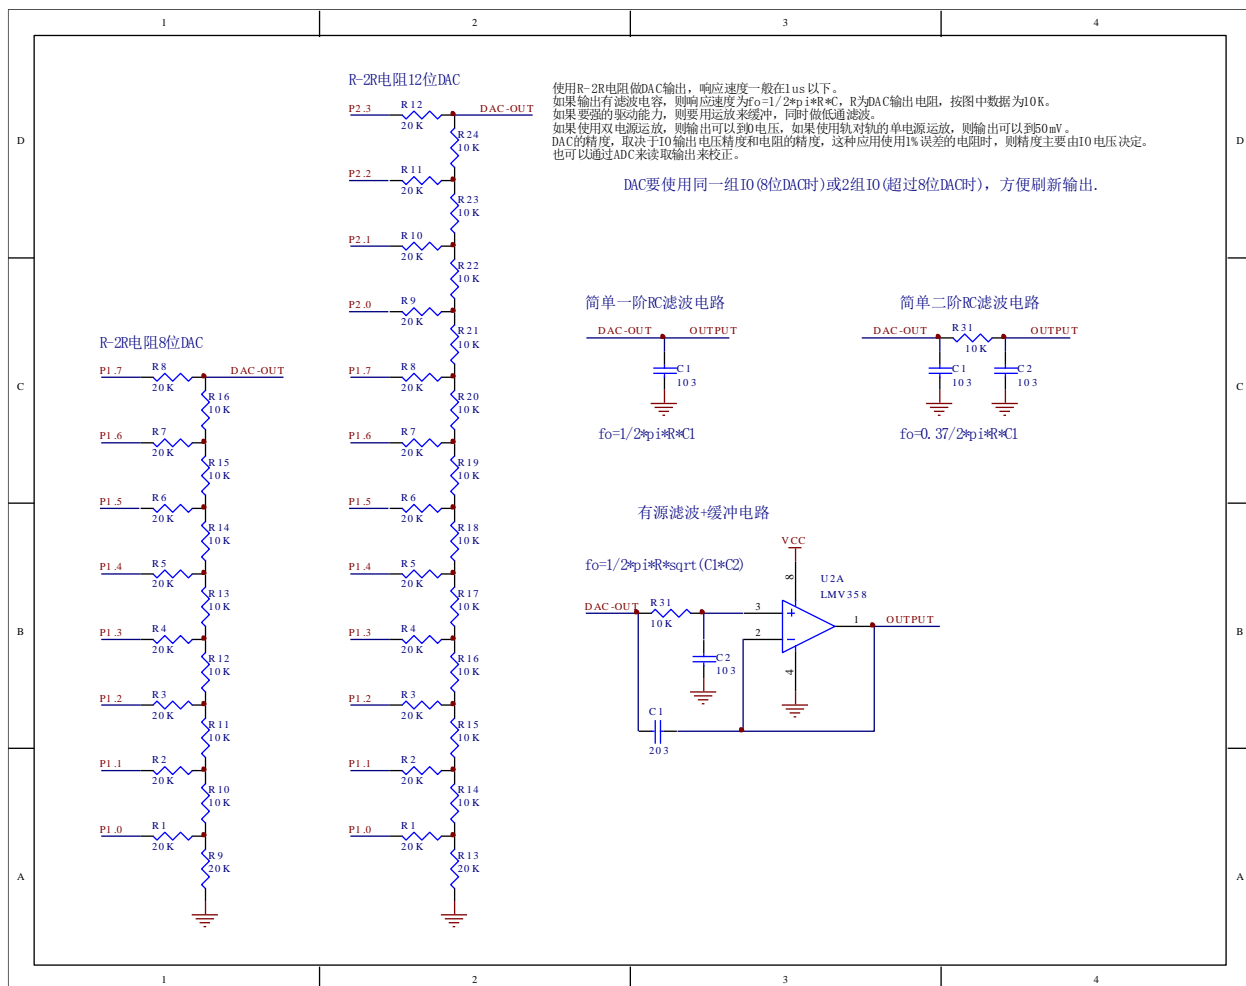 1
2
3
4
D
C
B
A
D
C
B
A
1
2
3
4
R-2R电阻12位DAC
P2.3
R12
20K
DAC-OUT
R24
10K
P2.2
R11
20K
R23
10K
P2.1
R10
20K
R22
10K
P2.0
R9
20K
R21
10K
P1.7
R8
20K
R20
10K
P1.6
R7
20K
R19
10K
P1.5
R6
20K
R18
10K
P1.4
R5
20K
R17
10K
P1.3
R4
20K
R16
10K
P1.2
R3
20K
R15
10K
P1.1
R2
20K
R14
10K
P1.0
R1
20K
R13
20K
R-2R电阻8位DAC
P1.7
R8
20K
DAC-OUT
R16
10K
P1.6
R7
20K
R15
10K
P1.5
R6
20K
R14
10K
P1.4
R5
20K
R13
10K
P1.3
R4
20K
R12
10K
P1.2
R3
20K
R11
10K
P1.1
R2
20K
R10
10K
P1.0
R1
20K
R9
20K
使用R-2R电阻做DAC输出，响应速度一般在1us以下。
如果输出有滤波电容，则响应速度为fo=1/2*pi*R*C，R为DAC输出电阻，按图中数据为10K。
如果要强的驱动能力，则要用运放来缓冲，同时做低通滤波。
如果使用双电源运放，则输出可以到0电压，如果使用轨对轨的单电源运放，则输出可以到50mV。
DAC的精度，取决于IO输出电压精度和电阻的精度，这种应用使用1%误差的电阻时，则精度主要由IO电压决定。
也可以通过ADC来读取输出来校正。
DAC要使用同一组IO(8位DAC时)或2组IO(超过8位DAC时)，方便刷新输出.
简单一阶RC滤波电路
DAC-OUT
OUTPUT
C1
103
fo=1/2*pi*R*C1
简单二阶RC滤波电路
DAC-OUT
R31
10K
OUTPUT
C1
103
C2
103
fo=0.37/2*pi*R*C1
有源滤波+缓冲电路
fo=1/2*pi*R*sqrt(C1*C2)
VCC
8
U2A
LMV358
DAC-OUT
R31
10K
3
2
1
OUTPUT
C2
103
4
C1
203